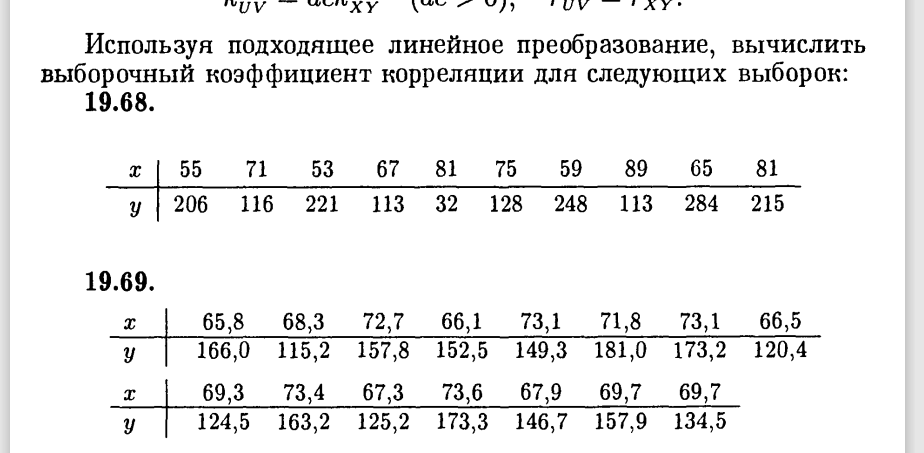 Используя подходящее линейное преобразование, вычислить
выборочный коэффициент корреляции для следующих выборок:
19.68.
x 55 71 53 67 81 75 59 89 65 81
y 206 116 221 113 32 128 248 113 284 215
19.69.
x 65,8 68,3 72,7 66,1 73,1 71,8 73,1 66,5
y 166,0 115,2 157,8 152,5 149,3 181,0 173,2 120,4
x 69,3 73,4 67,3 73,6 67,9 69,7 69,7
y 124,5 163,2 125,2 173,3 146,7 157,9 134,5